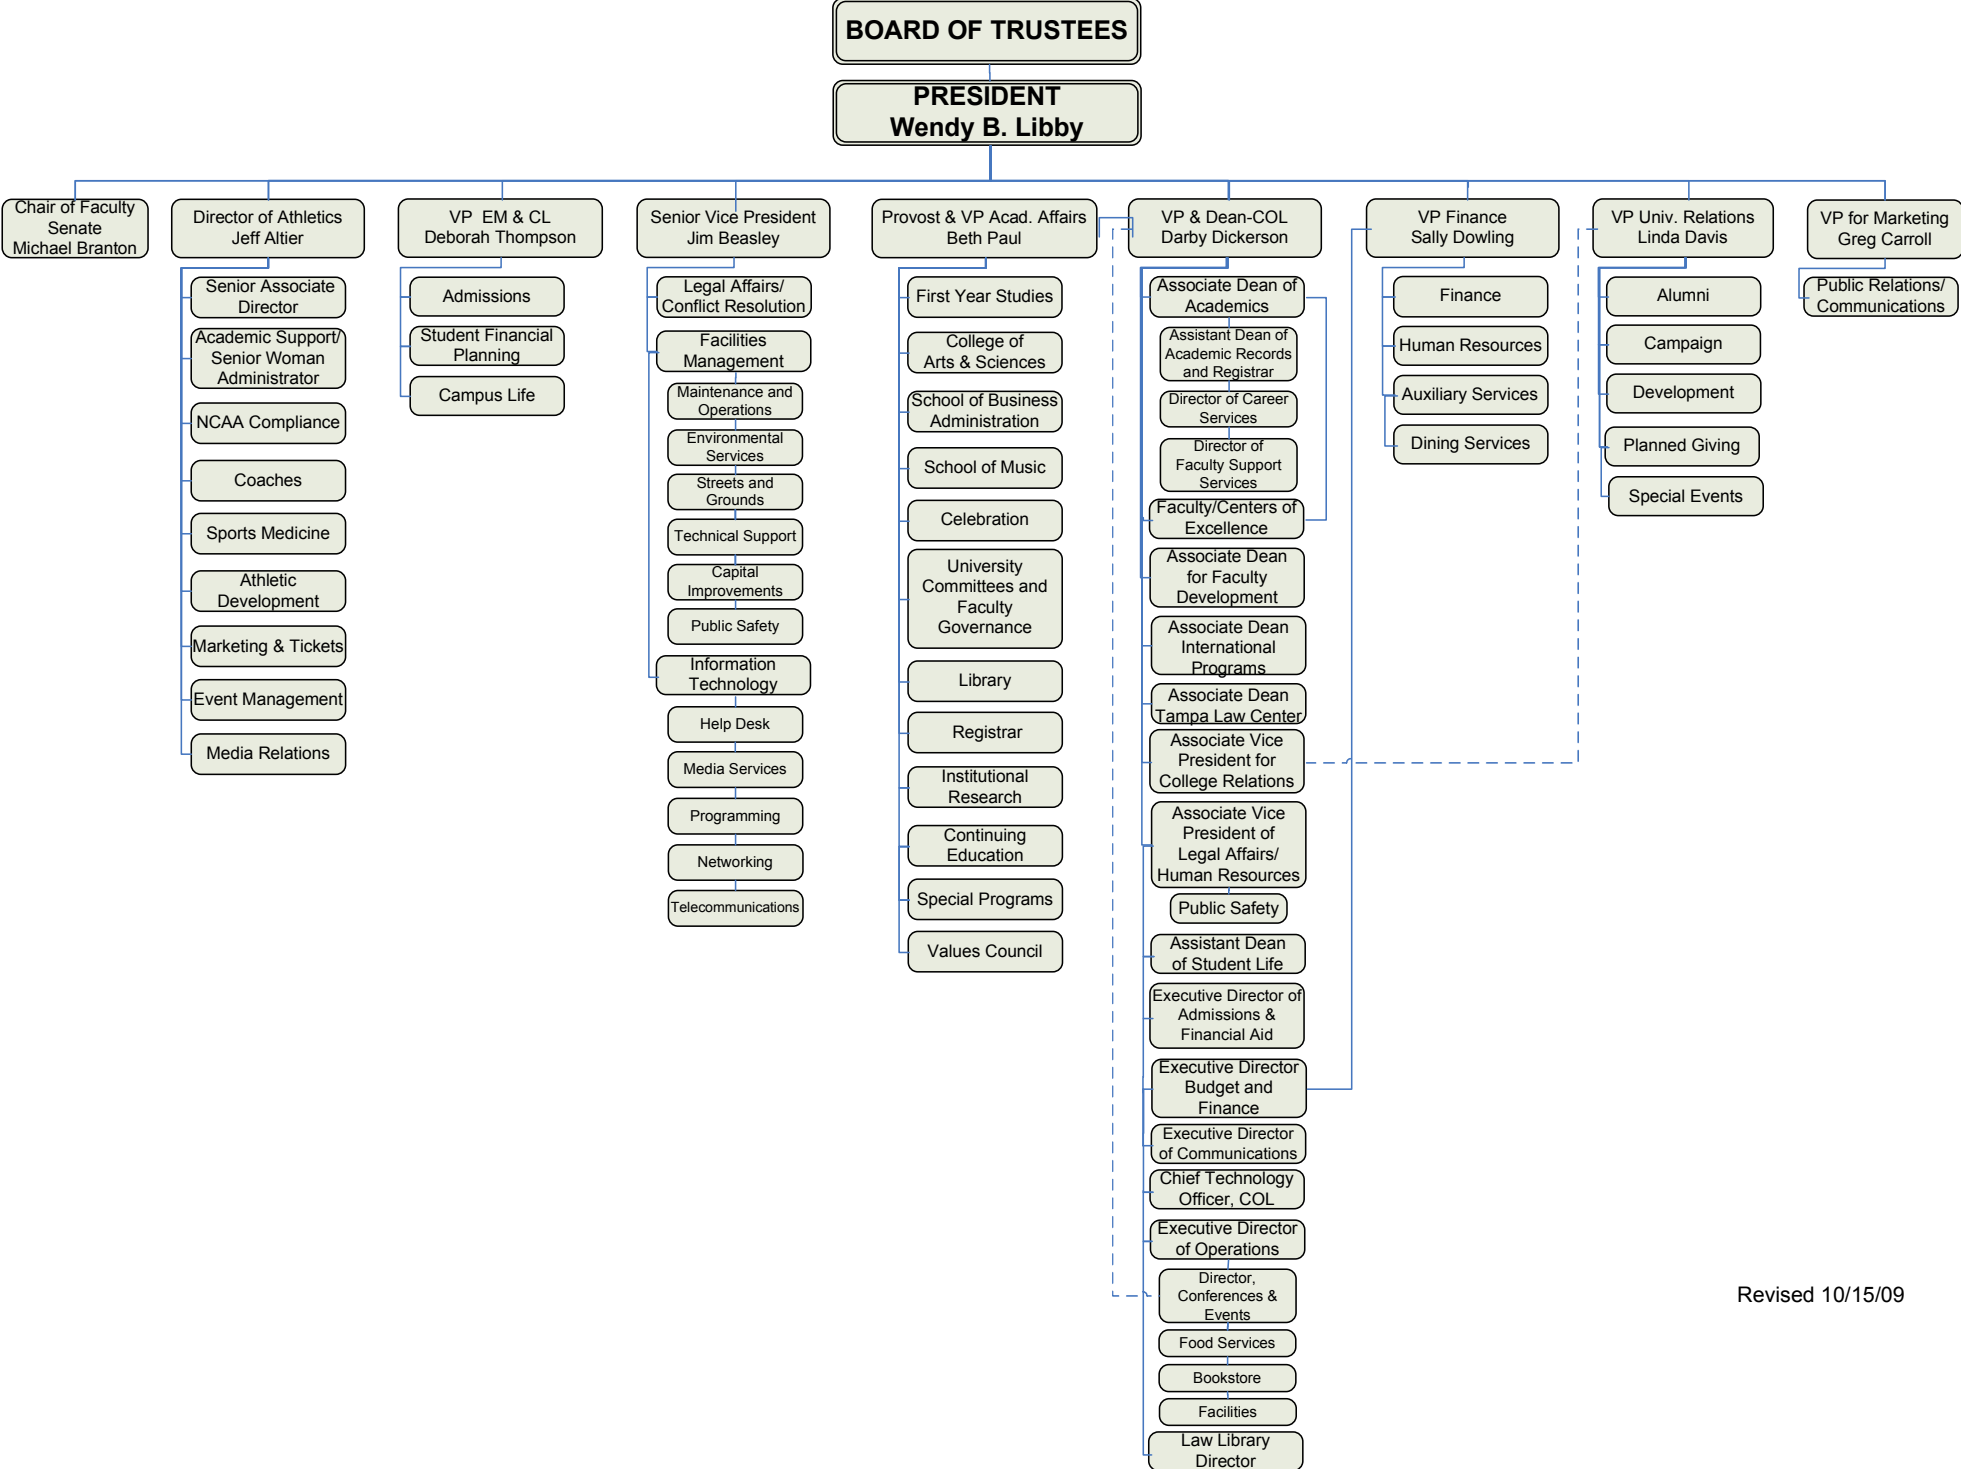 BOARD OF TRUSTEES
PRESIDENT
Wendy B. Libby
Chair of Faculty
Senate
Michael Branton
Director of Athletics
Jeff Altier
Senior Associate
Director
Academic Support/
Senior Woman
Administrator
NCAA Compliance
Coaches
Sports Medicine
Athletic
Development
Marketing & Tickets
Event Management
Media Relations
VP EM & CL
Deborah Thompson
Admissions
Student Financial
Planning
Campus Life
Senior Vice President
Jim Beasley
Legal Affairs/
Conflict Resolution
Facilities
Management
Maintenance and
Operations
Environmental
Services
Streets and
Grounds
Technical Support
Capital
Improvements
Public Safety
Information
Technology
Help Desk
Media Services
Programming
Networking
Telecommunications
Provost & VP Acad. Affairs
Beth Paul
First Year Studies
College of
Arts & Sciences
School of Business
Administration
School of Music
Celebration
University
Committees and
Faculty
Governance
Library
Registrar
Institutional
Research
Continuing
Education
Special Programs
Values Council
VP & Dean-COL
Darby Dickerson
Associate Dean of
Academics
Assistant Dean of
Academic Records
and Registrar
Director of Career
Services
Director of
Faculty Support
Services
Faculty/Centers of
Excellence
Associate Dean
for Faculty
Development
Associate Dean
International
Programs
Associate Dean
Tampa Law Center
Associate Vice
President for
College Relations
Associate Vice
President of
Legal Affairs/
Human Resources
Public Safety
Assistant Dean
of Student Life
Executive Director of
Admissions &
Financial Aid
Executive Director
Budget and
Finance
Executive Director
of Communications
Chief Technology
Officer, COL
Executive Director
of Operations
Director,
Conferences &
Events
Food Services
Bookstore
Facilities
Law Library
Director
VP Finance
Sally Dowling
Finance
Human Resources
Auxiliary Services
Dining Services
VP Univ. Relations
Linda Davis
Alumni
Campaign
Development
Planned Giving
Special Events
VP for Marketing
Greg Carroll
Public Relations/
Communications
Revised 10/15/09